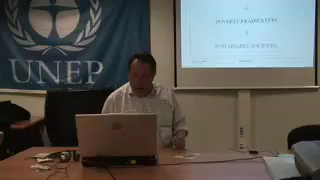 UNEP
&
POVERTY ERADICATION
&
SUSTAINABLE SOCIETIES